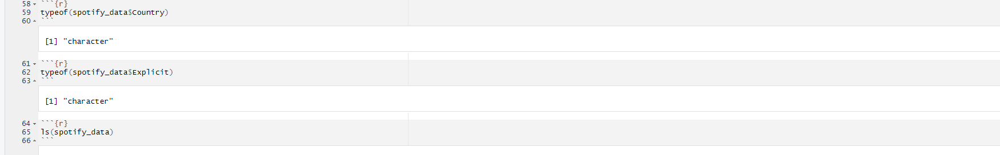 58 ```{r}
59 typeof(spotify_data$Country)
60 ```
[1] "character"
61 ```{r}
62 typeof(spotify_data$Explicit)
63 ```
[1] "character"
64 ```{r}
65 ls(spotify_data)
66 ```